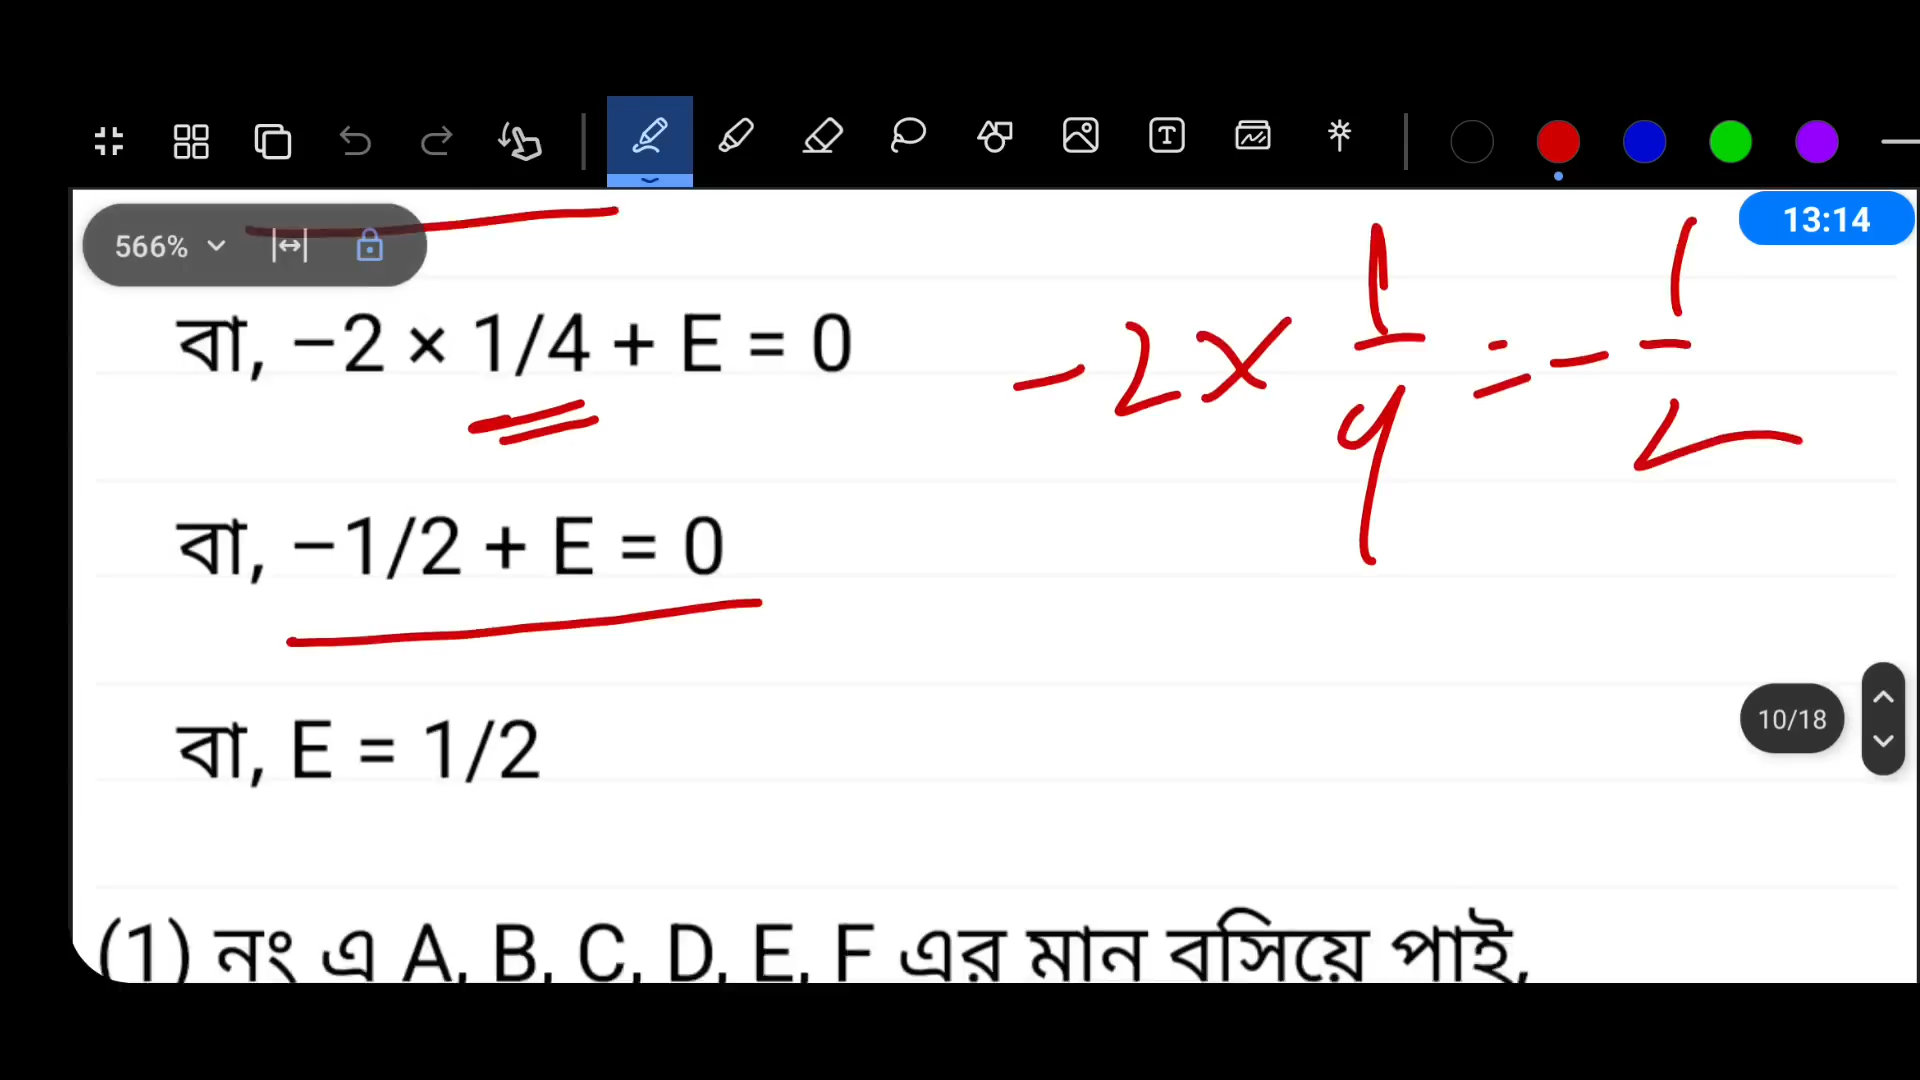 566%
13:14
বা, −2 × 1/4 + E = 0
-2 × 1/4 = - 1/2
বা, −1/2 + E = 0
10/18
বা, E = 1/2
(1) নং এ A, B, C, D, E, F এর মান বসিয়ে পাই,